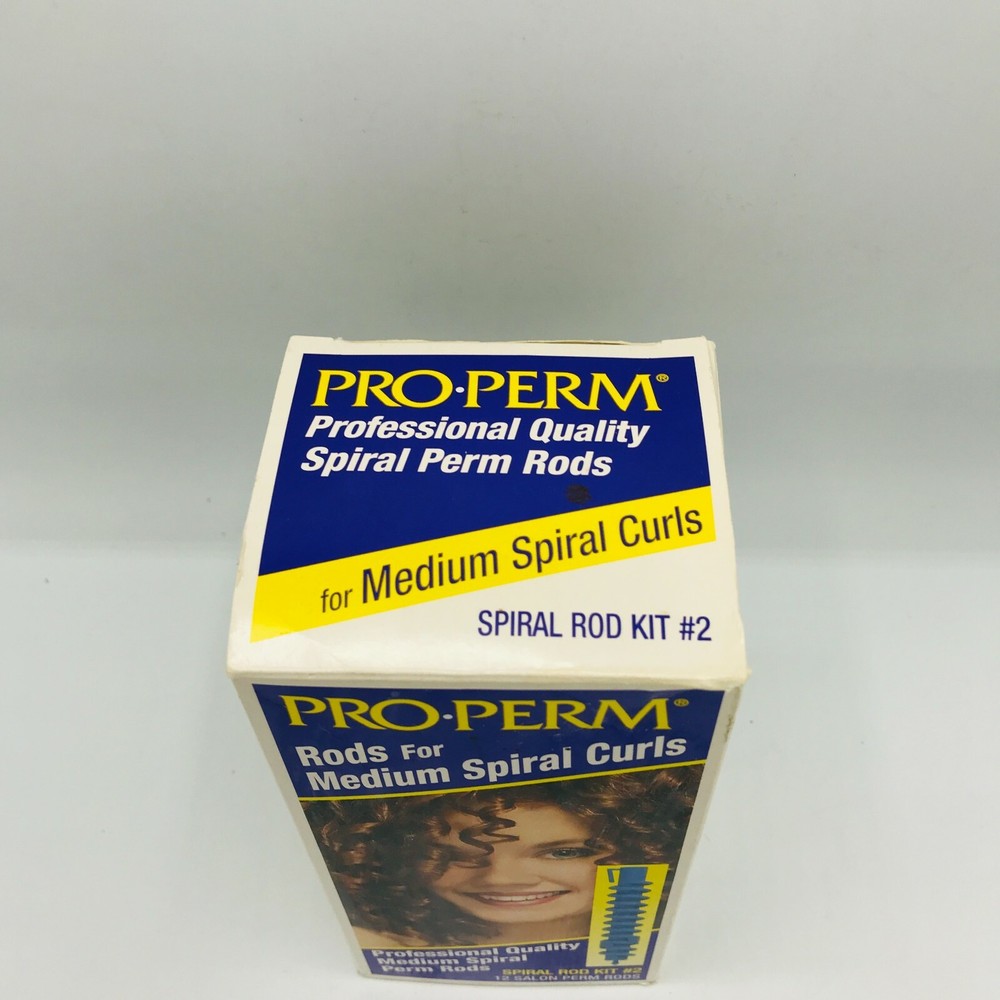 PRO·PERM®
Professional Quality
Spiral Perm Rods
for Medium Spiral Curls
SPIRAL ROD KIT #2
PRO·PERM®
Rods For
Medium Spiral Curls
Professional Quality
Medium Spiral
Perm Rods
SPIRAL ROD KIT #2
12 SALON PERM RODS